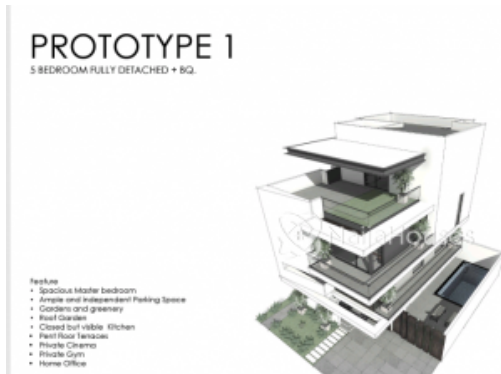 PROTOTYPE 1
5 BEDROOM FULLY DETACHED + BQ.
NaijaHouses
Feature
• Spacious Master bedroom
• Ample and independent Parking Space
• Gardens and greenery
• Roof Garden
• Closed but visible Kitchen
• Pent Floor Terraces
• Private Cinema
• Private Gym
• Home Office